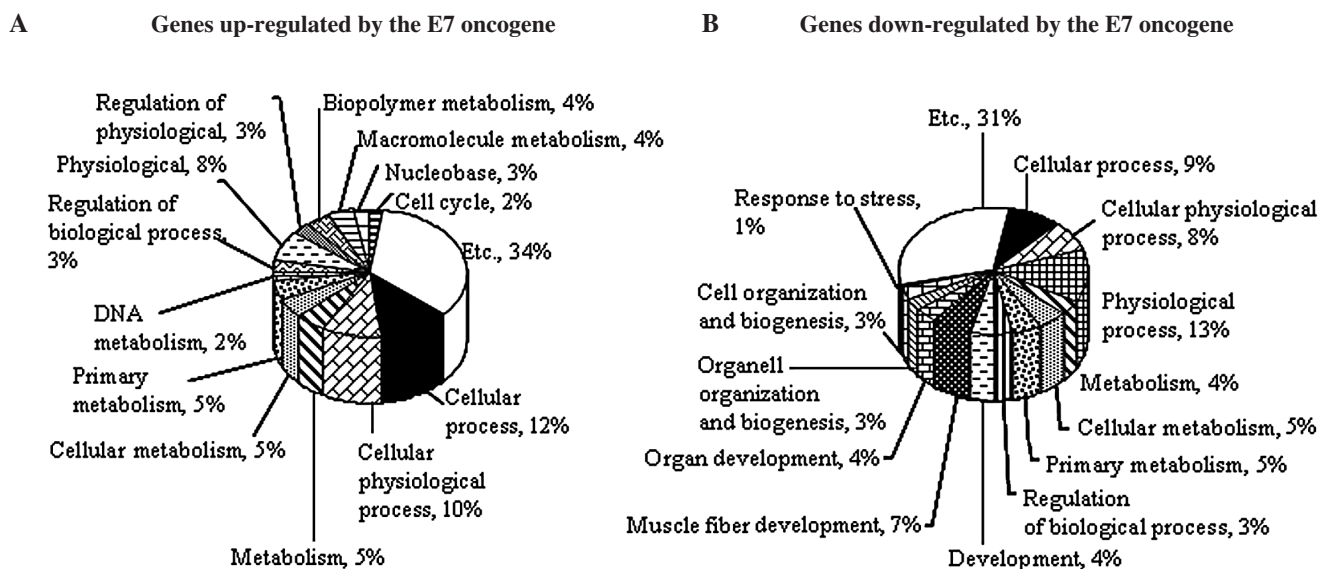 A
Genes up-regulated by the E7 oncogene
Regulation of
physiological, 3%
Biopolymer metabolism, 4%
Macromolecule metabolism, 4%
Physiological, 8%
Nucleobase, 3%
Cell cycle, 2%
Regulation of
biological process,
3%
Etc., 34%
DNA
metabolism, 2%
Primary
metabolism, 5%
Cellular
process, 12%
Cellular metabolism, 5%
Cellular
physiological
process, 10%
Metabolism, 5%
B
Genes down-regulated by the E7 oncogene
Etc., 31%
Cellular process, 9%
Response to stress,
1%
Cellular physiological
process, 8%
Cell organization
and biogenesis, 3%
Physiological
process, 13%
Organell
organization
and biogenesis, 3%
Metabolism, 4%
Cellular metabolism, 5%
Organ development, 4%
Primary metabolism, 5%
Regulation
of biological process, 3%
Muscle fiber development, 7%
Development, 4%